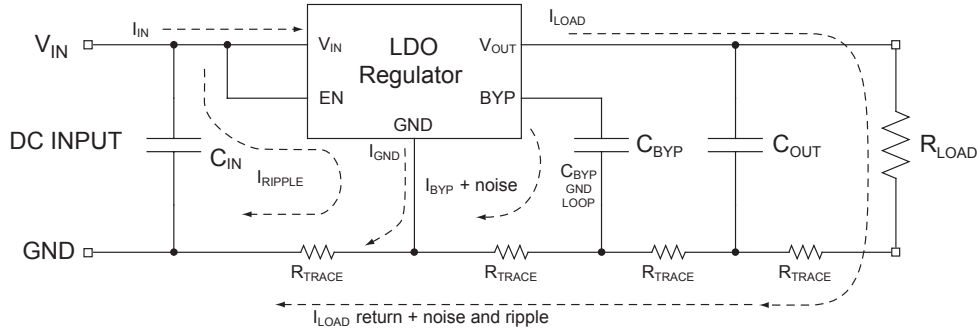 I_IN
I_LOAD
V_IN
V_IN
LDO
Regulator
V_OUT
EN
BYP
GND
DC INPUT
C_IN
I_GND
I_RIPPLE
I_BYP + noise
C_BYP
GND
LOOP
C_BYP
C_OUT
R_LOAD
GND
R_TRACE
R_TRACE
R_TRACE
R_TRACE
I_LOAD return + noise and ripple